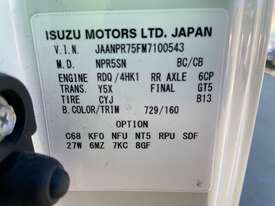 ISUZU MOTORS LTD. JAPAN
V.I.N. JAANPR75FM7100543
M.D. NPR5SN BC/CB
ENGINE RDQ/4HK1 RR AXLE 6CP
TRANS. Y5X FINAL GT5
TIRE CYJ B13
B.COLOR/TRIM 729/160
OPTION
C68 KFO NFU NT5 RPU SDF
27W 6MZ 7KC 8GF